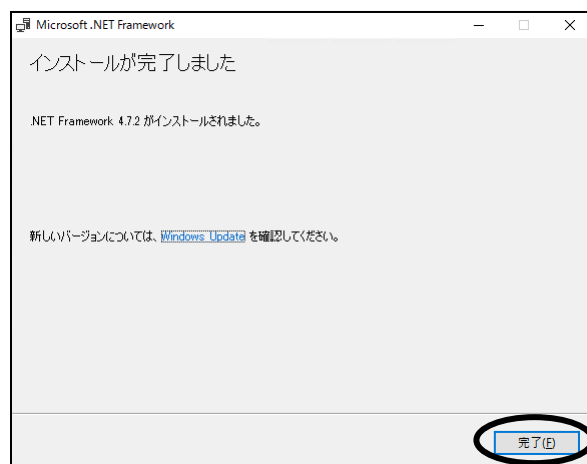 Microsoft .NET Framework
インストールが完了しました
.NET Framework 4.7.2 がインストールされました。
新しいバージョンについては、Windows Update を確認してください。
完了(F)